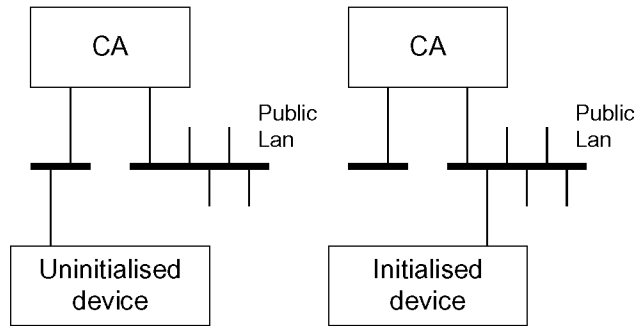 CA
Public
Lan
Uninitialised
device
CA
Public
Lan
Initialised
device